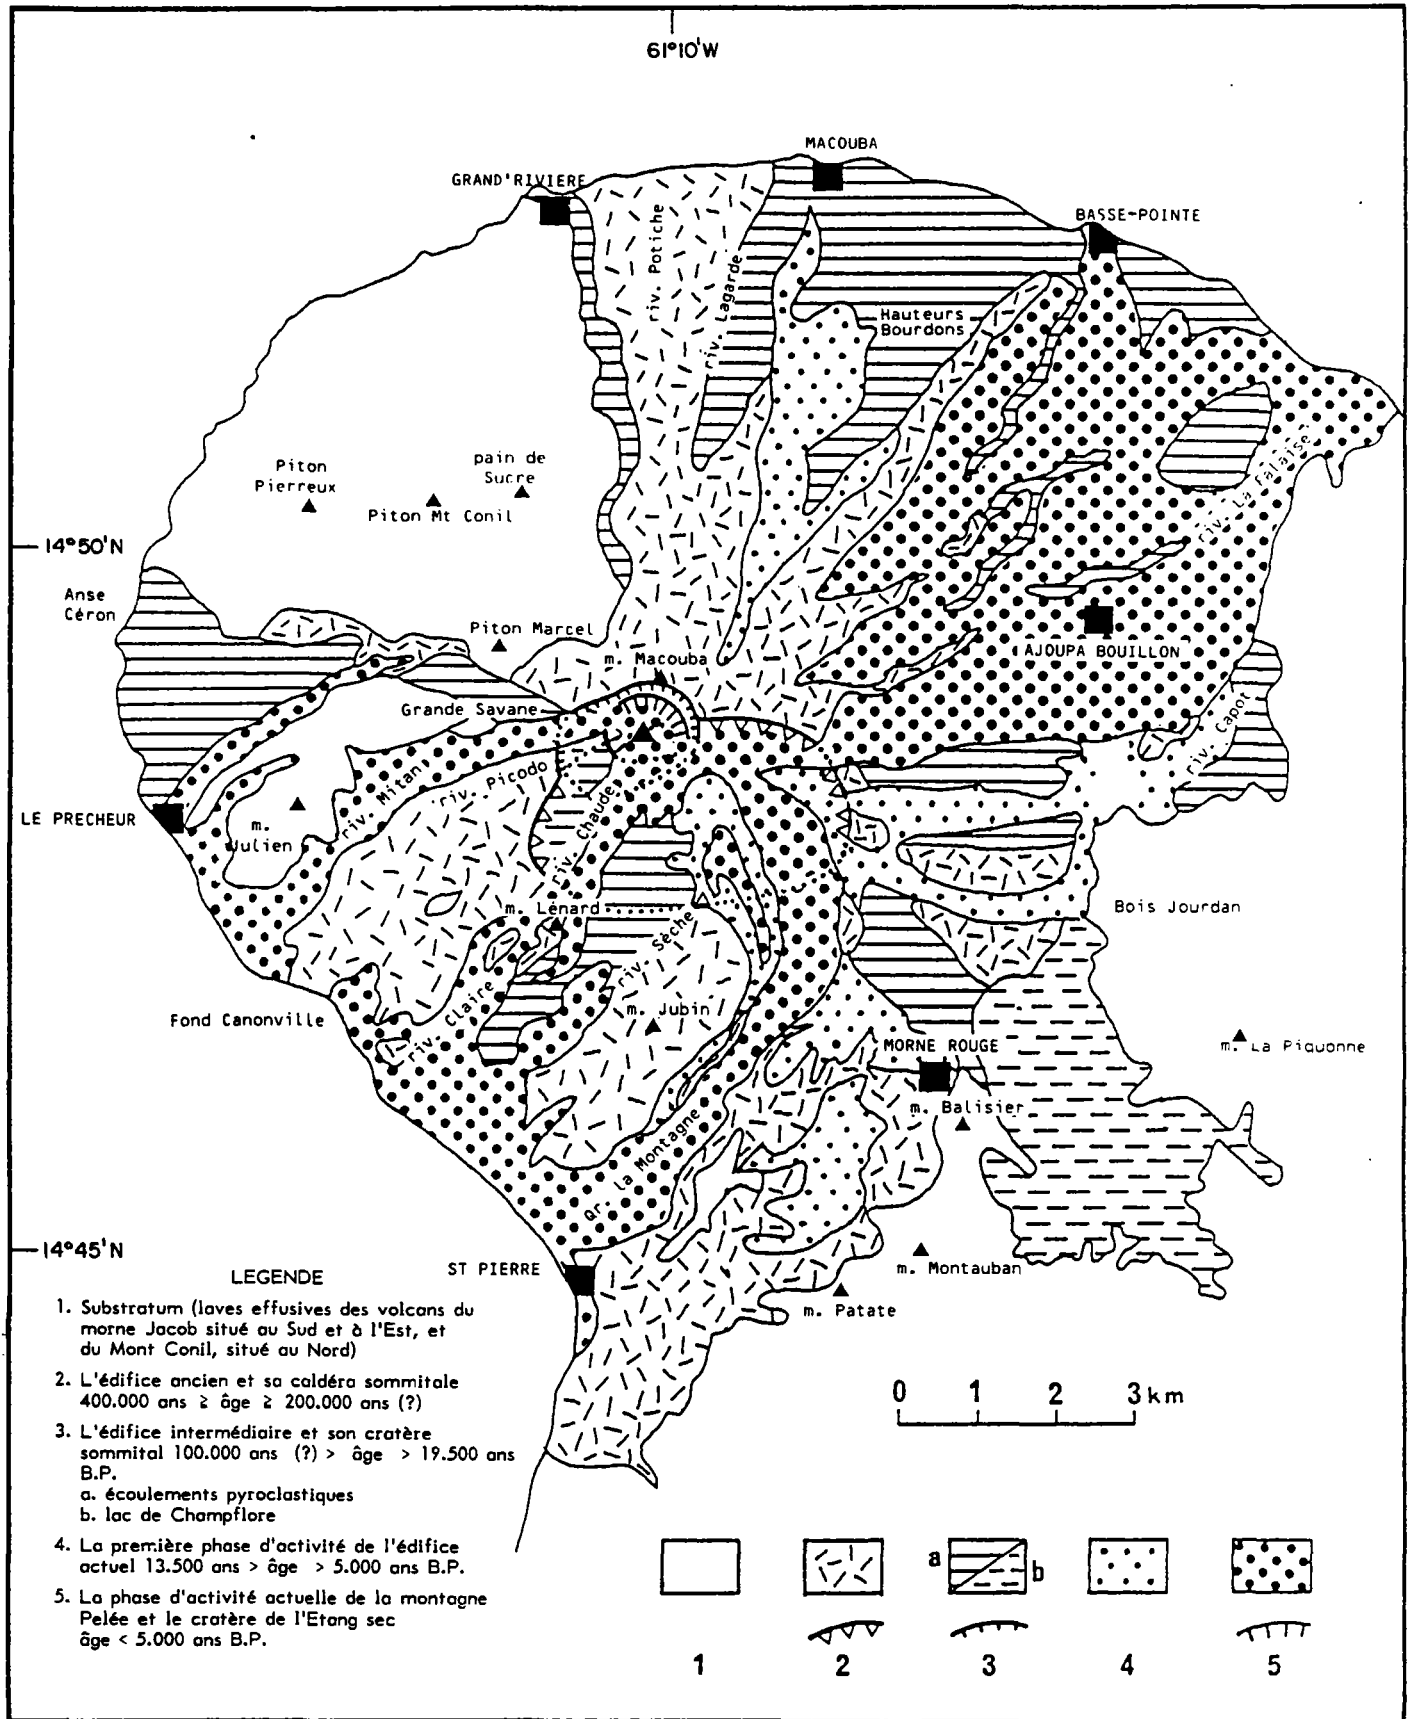 61°10'W
MACOUBA
GRAND'RIVIERE
BASSE-POINTE
riv. Potiche
riv. Lagarde
Hauteurs
Bourdons
Piton
Pierreux
pain de
Sucre
Piton Mt Conil
riv. La Falaise
14°50'N
Anse
Céron
Piton Marcel
m. Macouba
AJOUPA BOUILLON
Grande Savane
riv. Capot
riv. Mitan
riv. Picodo
riv. Chaude
LE PRECHEUR
m.
Julien
m. Lénard
Bois Jourdan
riv. Sèche
riv. Claire
m. Jubin
Fond Canonville
MORNE ROUGE
m. La Piquonne
m. Balisier
Qr. la Montagne
14°45'N
ST PIERRE
m. Montauban
m. Patate
LEGENDE
1. Substratum (laves effusives des volcans du
morne Jacob situé au Sud et à l'Est, et
du Mont Conil, situé au Nord)
2. L'édifice ancien et sa caldéra sommitale
400.000 ans ≥ âge ≥ 200.000 ans (?)
3. L'édifice intermédiaire et son cratère
sommital 100.000 ans (?) > âge > 19.500 ans
B.P.
a. écoulements pyroclastiques
b. lac de Champflore
4. La première phase d'activité de l'édifice
actuel 13.500 ans > âge > 5.000 ans B.P.
5. La phase d'activité actuelle de la montagne
Pelée et le cratère de l'Etang sec
âge < 5.000 ans B.P.
0 1 2 3 km
a b
1 2 3 4 5